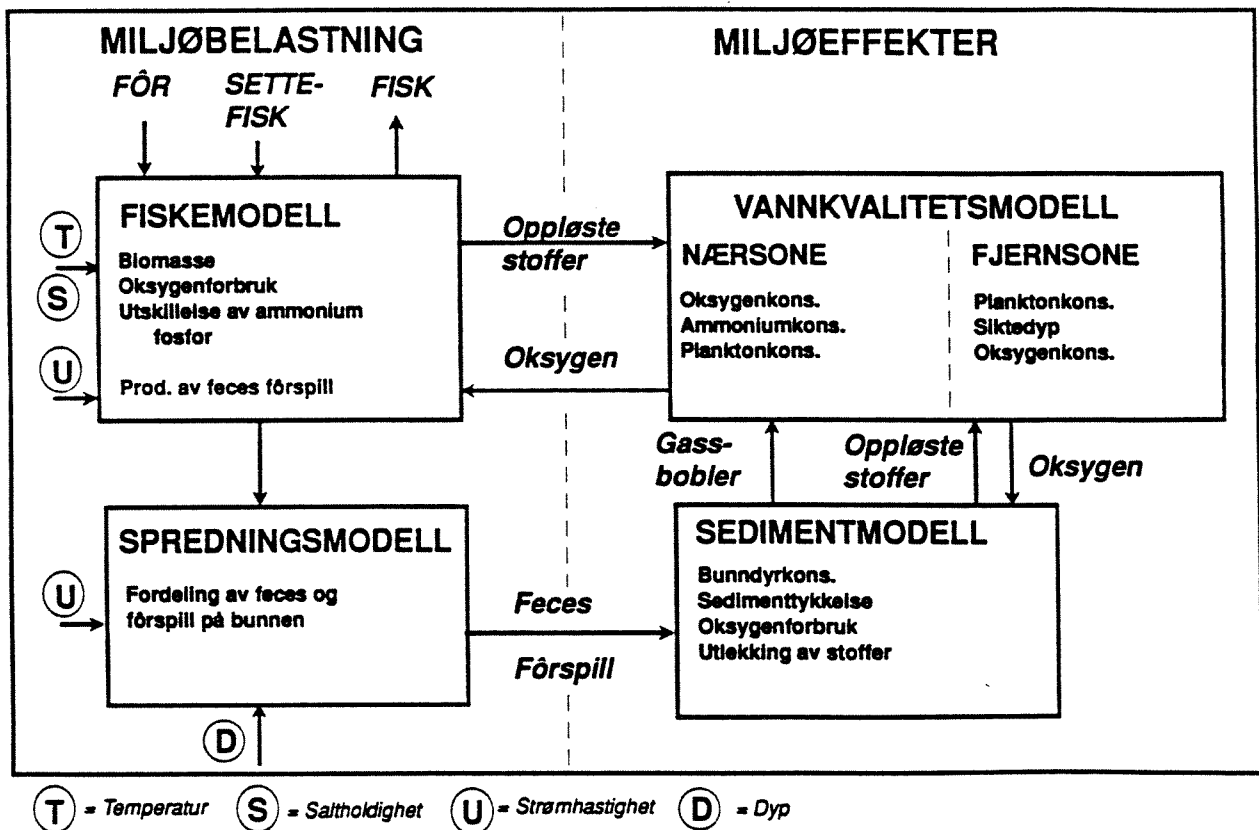 MILJØBELASTNING
FÔR
SETTE-
FISK
FISK
T
S
U
FISKEMODELL
Biomasse
Oksygenforbruk
Utskillelse av ammonium
fosfor
Prod. av feces fôrspill
SPREDNINGSMODELL
U
Fordeling av feces og
fôrspill på bunnen
D
Oppløste
stoffer
Oksygen
Feces
Fôrspill
MILJØEFFEKTER
VANNKVALITETSMODELL
NÆRSONE
Oksygenkons.
Ammoniumkons.
Planktonkons.
FJERNSONE
Planktonkons.
Siktedyp
Oksygenkons.
Gass-
bobler
Oppløste
stoffer
Oksygen
SEDIMENTMODELL
Bunndyrkons.
Sedimenttykkelse
Oksygenforbruk
Utlekking av stoffer
T = Temperatur S = Saltholdighet U = Strømhastighet D = Dyp